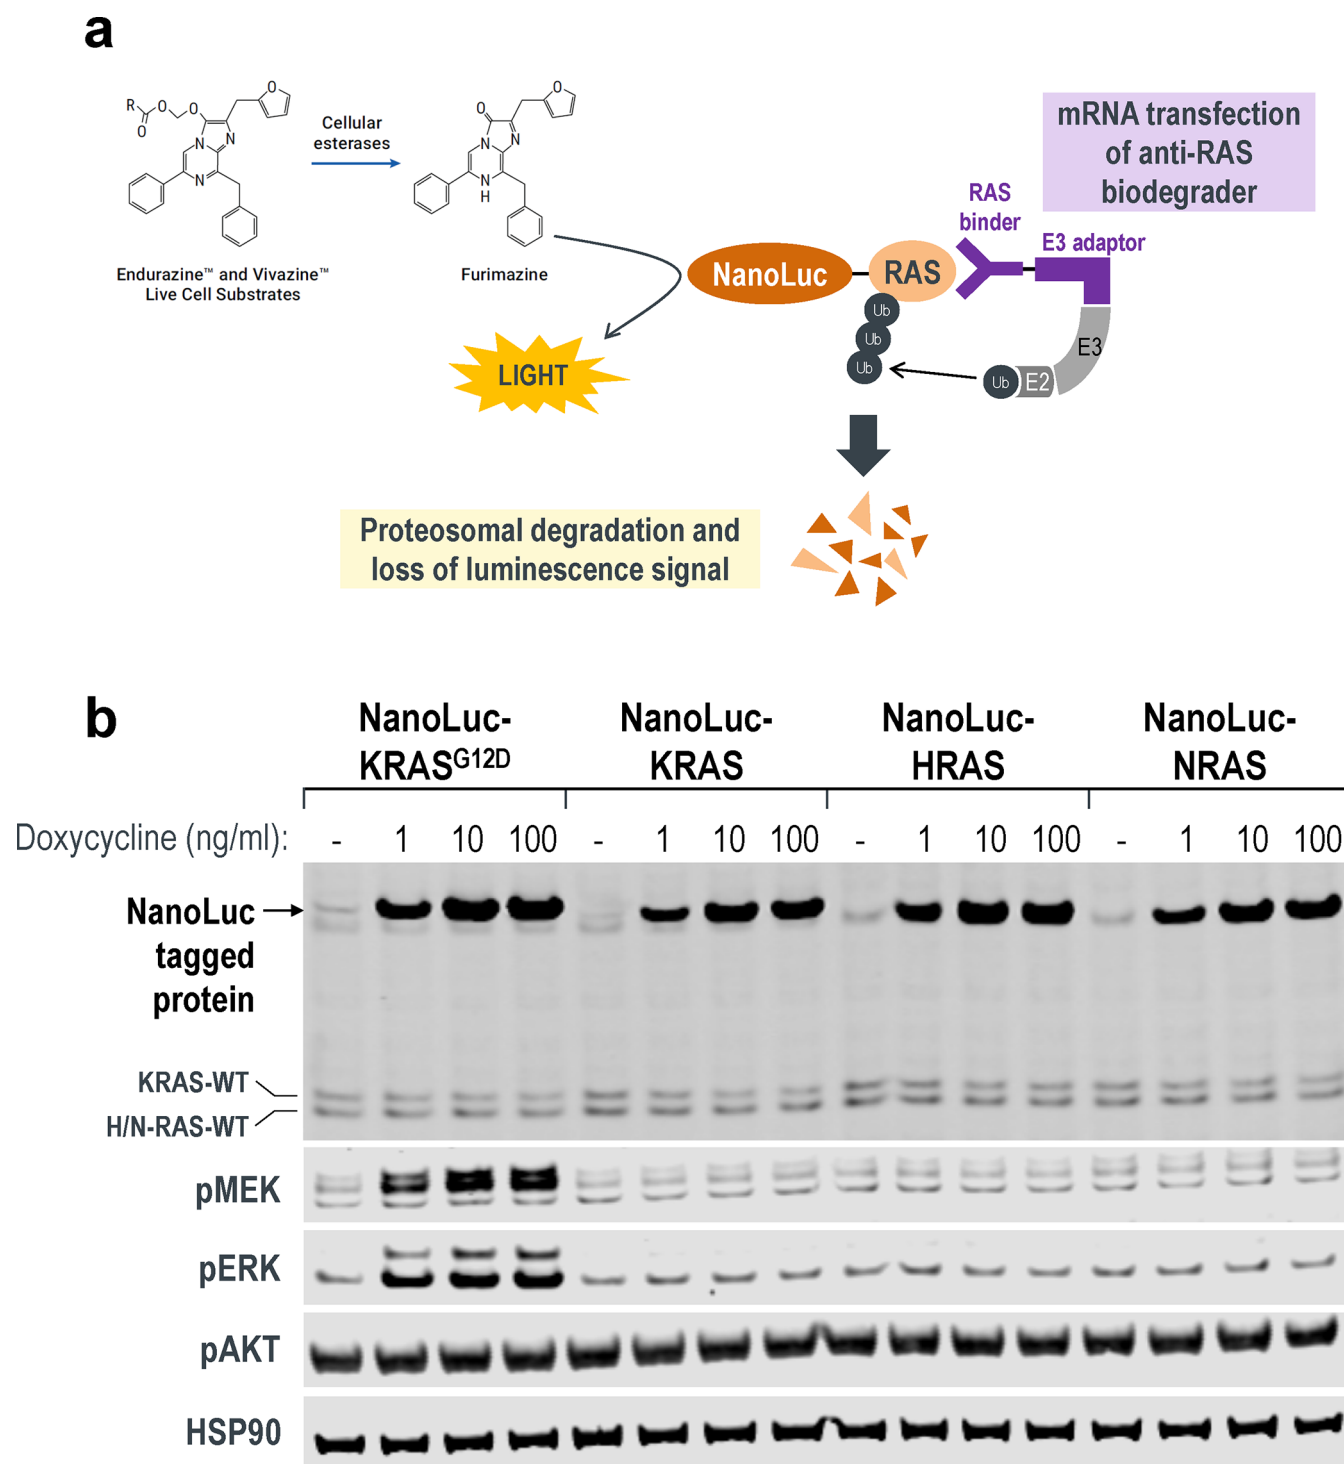 a
R
O
O
O
O
N
N
N
Cellular
esterases
O
O
N
N
N
H
N
Endurazine™ and Vivazine™
Live Cell Substrates
Furimazine
LIGHT
NanoLuc
RAS
RAS
binder
mRNA transfection
of anti-RAS
biodegrader
E3 adaptor
E3
E2
Ub
Ub
Ub
Ub
Proteosomal degradation and
loss of luminescence signal
b
NanoLuc-
KRASG12D
NanoLuc-
KRAS
NanoLuc-
HRAS
NanoLuc-
NRAS
Doxycycline (ng/ml): - 1 10 100 - 1 10 100 - 1 10 100 - 1 10 100
NanoLuc
tagged
protein
KRAS-WT
H/N-RAS-WT
pMEK
pERK
pAKT
HSP90